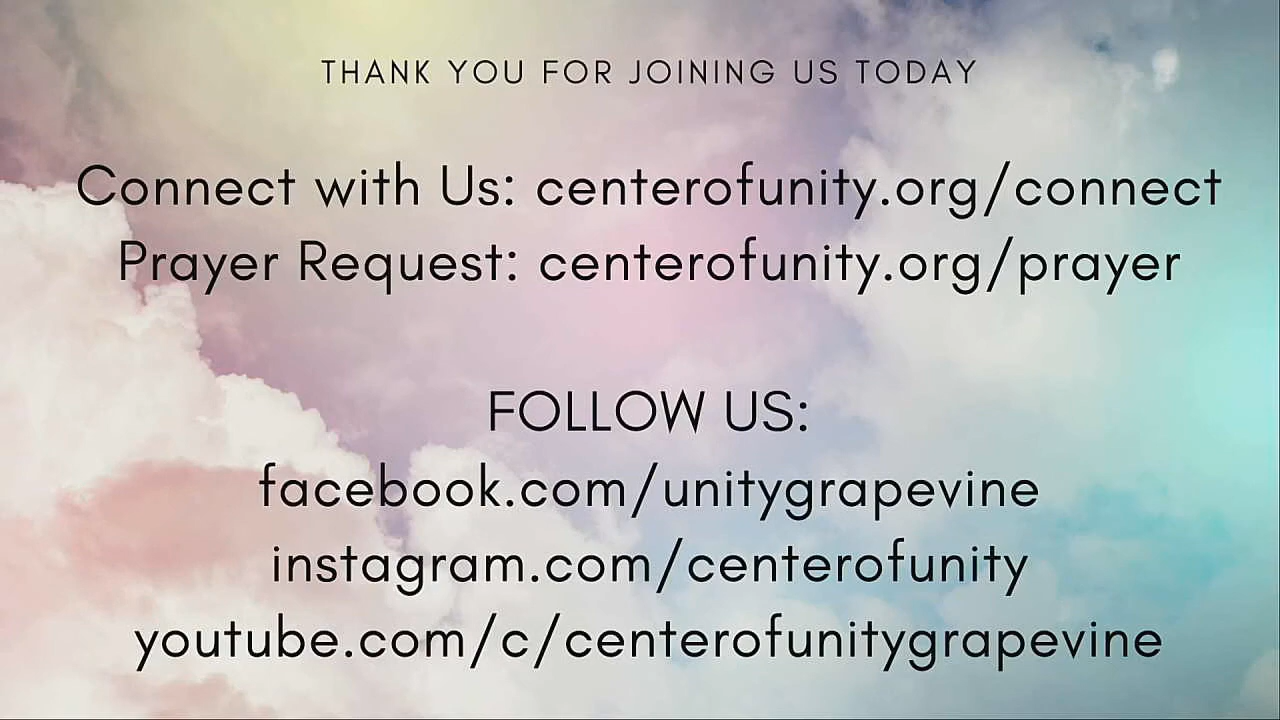 THANK YOU FOR JOINING US TODAY
Connect with Us: centerofunity.org/connect
Prayer Request: centerofunity.org/prayer
FOLLOW US:
facebook.com/unitygrapevine
instagram.com/centerofunity
youtube.com/c/centerofunitygrapevine